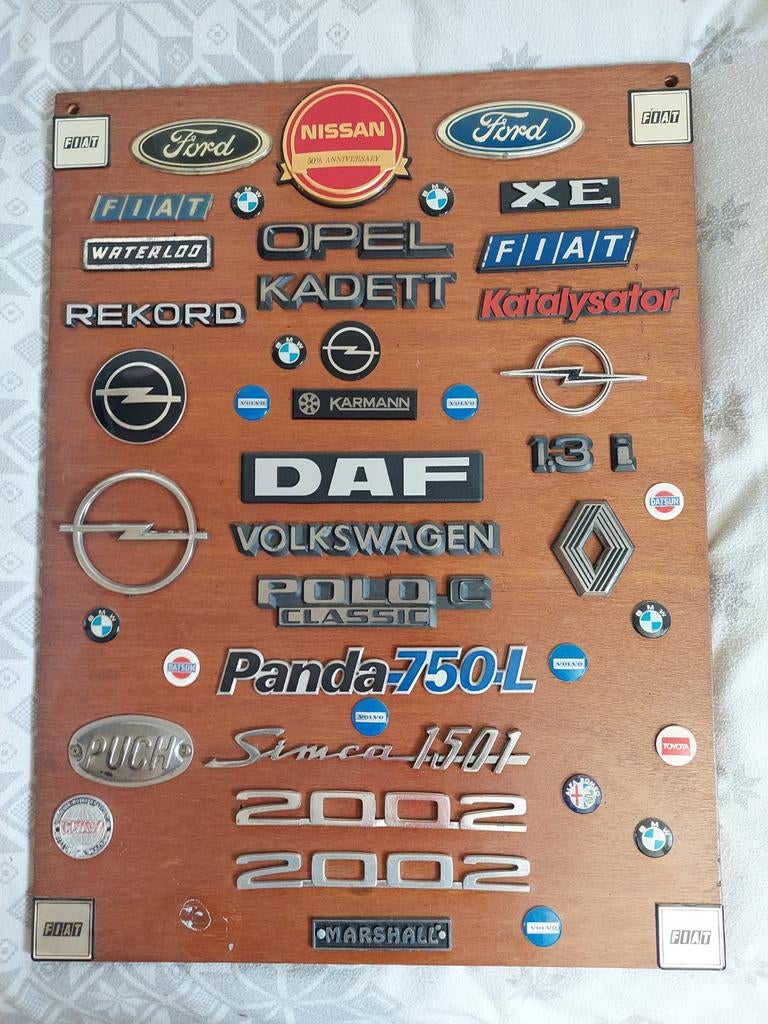 FIAT
Ford
NISSAN
50th ANNIVERSARY
Ford
FIAT
FIAT
BMW
BMW
XE
WATERLOO
OPEL
FIAT
KADETT
REKORD
Katalysator
BMW
VOLVO
KARMANN
VOLVO
1.3 i
DAF
DATSUN
VOLKSWAGEN
POLO C
CLASSIC
BMW
BMW
DATSUN
Panda 750 L
VOLVO
VOLVO
PUCH
Simca 1501
TOYOTA
2002
ALFA ROMEO
BMW
2002
FIAT
MARSHALL
VOLVO
FIAT